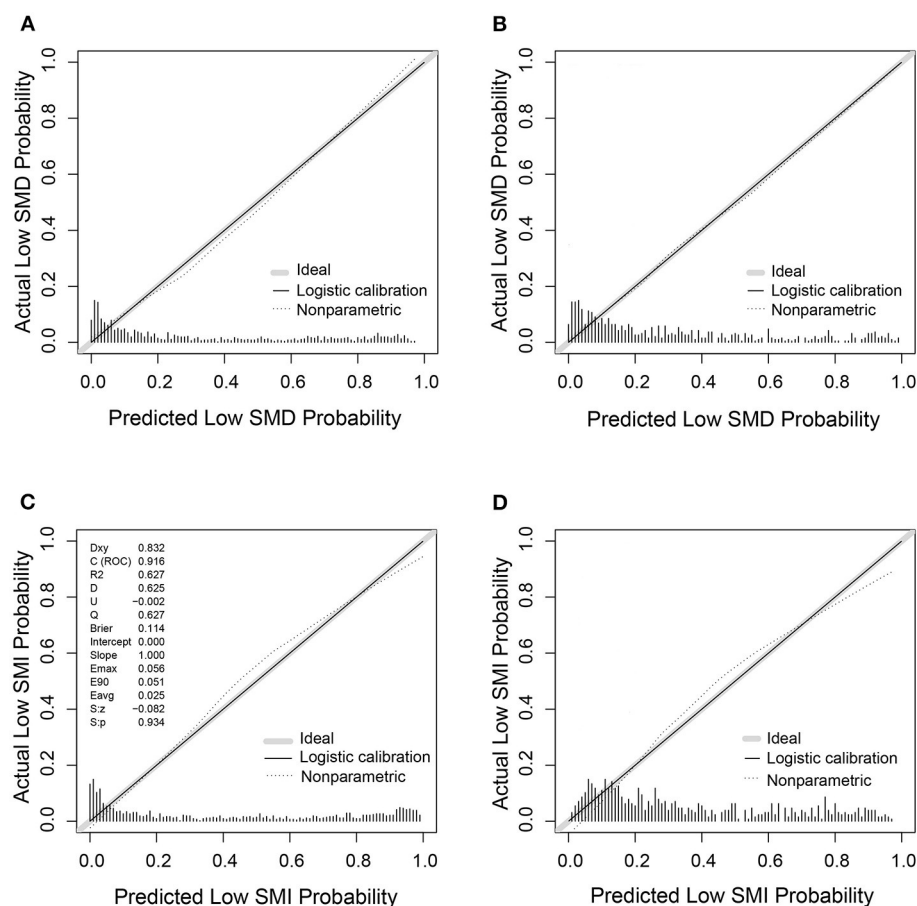 A
Actual Low SMD Probability
1.0
0.8
0.6
0.4
0.2
0.0
Ideal
Logistic calibration
Nonparametric
0.0 0.2 0.4 0.6 0.8 1.0
Predicted Low SMD Probability
B
Actual Low SMD Probability
1.0
0.8
0.6
0.4
0.2
0.0
Ideal
Logistic calibration
Nonparametric
0.0 0.2 0.4 0.6 0.8 1.0
Predicted Low SMD Probability
C
Actual Low SMI Probability
1.0
0.8
0.6
0.4
0.2
0.0
Dxy 0.832
C (ROC) 0.916
R2 0.627
D 0.625
U −0.002
Q 0.627
Brier 0.114
Intercept 0.000
Slope 1.000
Emax 0.056
E90 0.051
Eavg 0.025
S:z −0.082
S:p 0.934
Ideal
Logistic calibration
Nonparametric
0.0 0.2 0.4 0.6 0.8 1.0
Predicted Low SMI Probability
D
Actual Low SMI Probability
1.0
0.8
0.6
0.4
0.2
0.0
Ideal
Logistic calibration
Nonparametric
0.0 0.2 0.4 0.6 0.8 1.0
Predicted Low SMI Probability